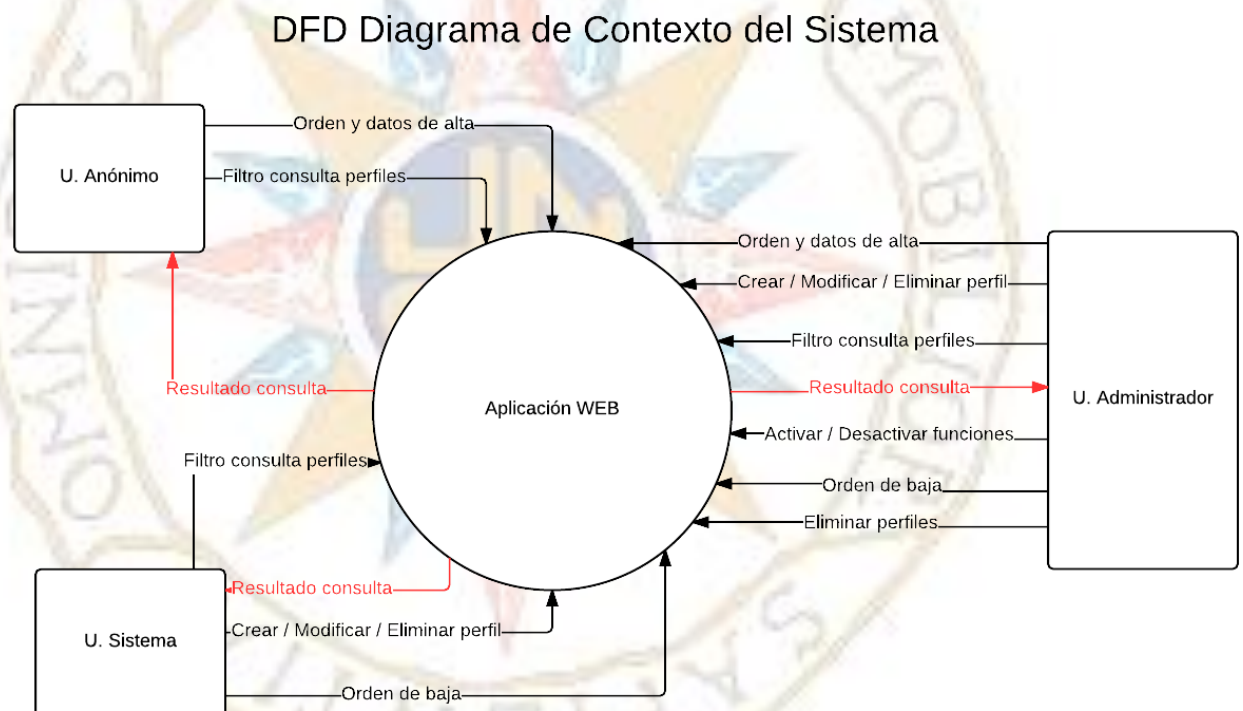 DFD Diagrama de Contexto del Sistema
U. Anónimo
Orden y datos de alta
Filtro consulta perfiles
Resultado consulta
Aplicación WEB
Orden y datos de alta
Crear / Modificar / Eliminar perfil
Filtro consulta perfiles
Resultado consulta
Activar / Desactivar funciones
Orden de baja
Eliminar perfiles
U. Administrador
Filtro consulta perfiles
U. Sistema
Resultado consulta
Crear / Modificar / Eliminar perfil
Orden de baja